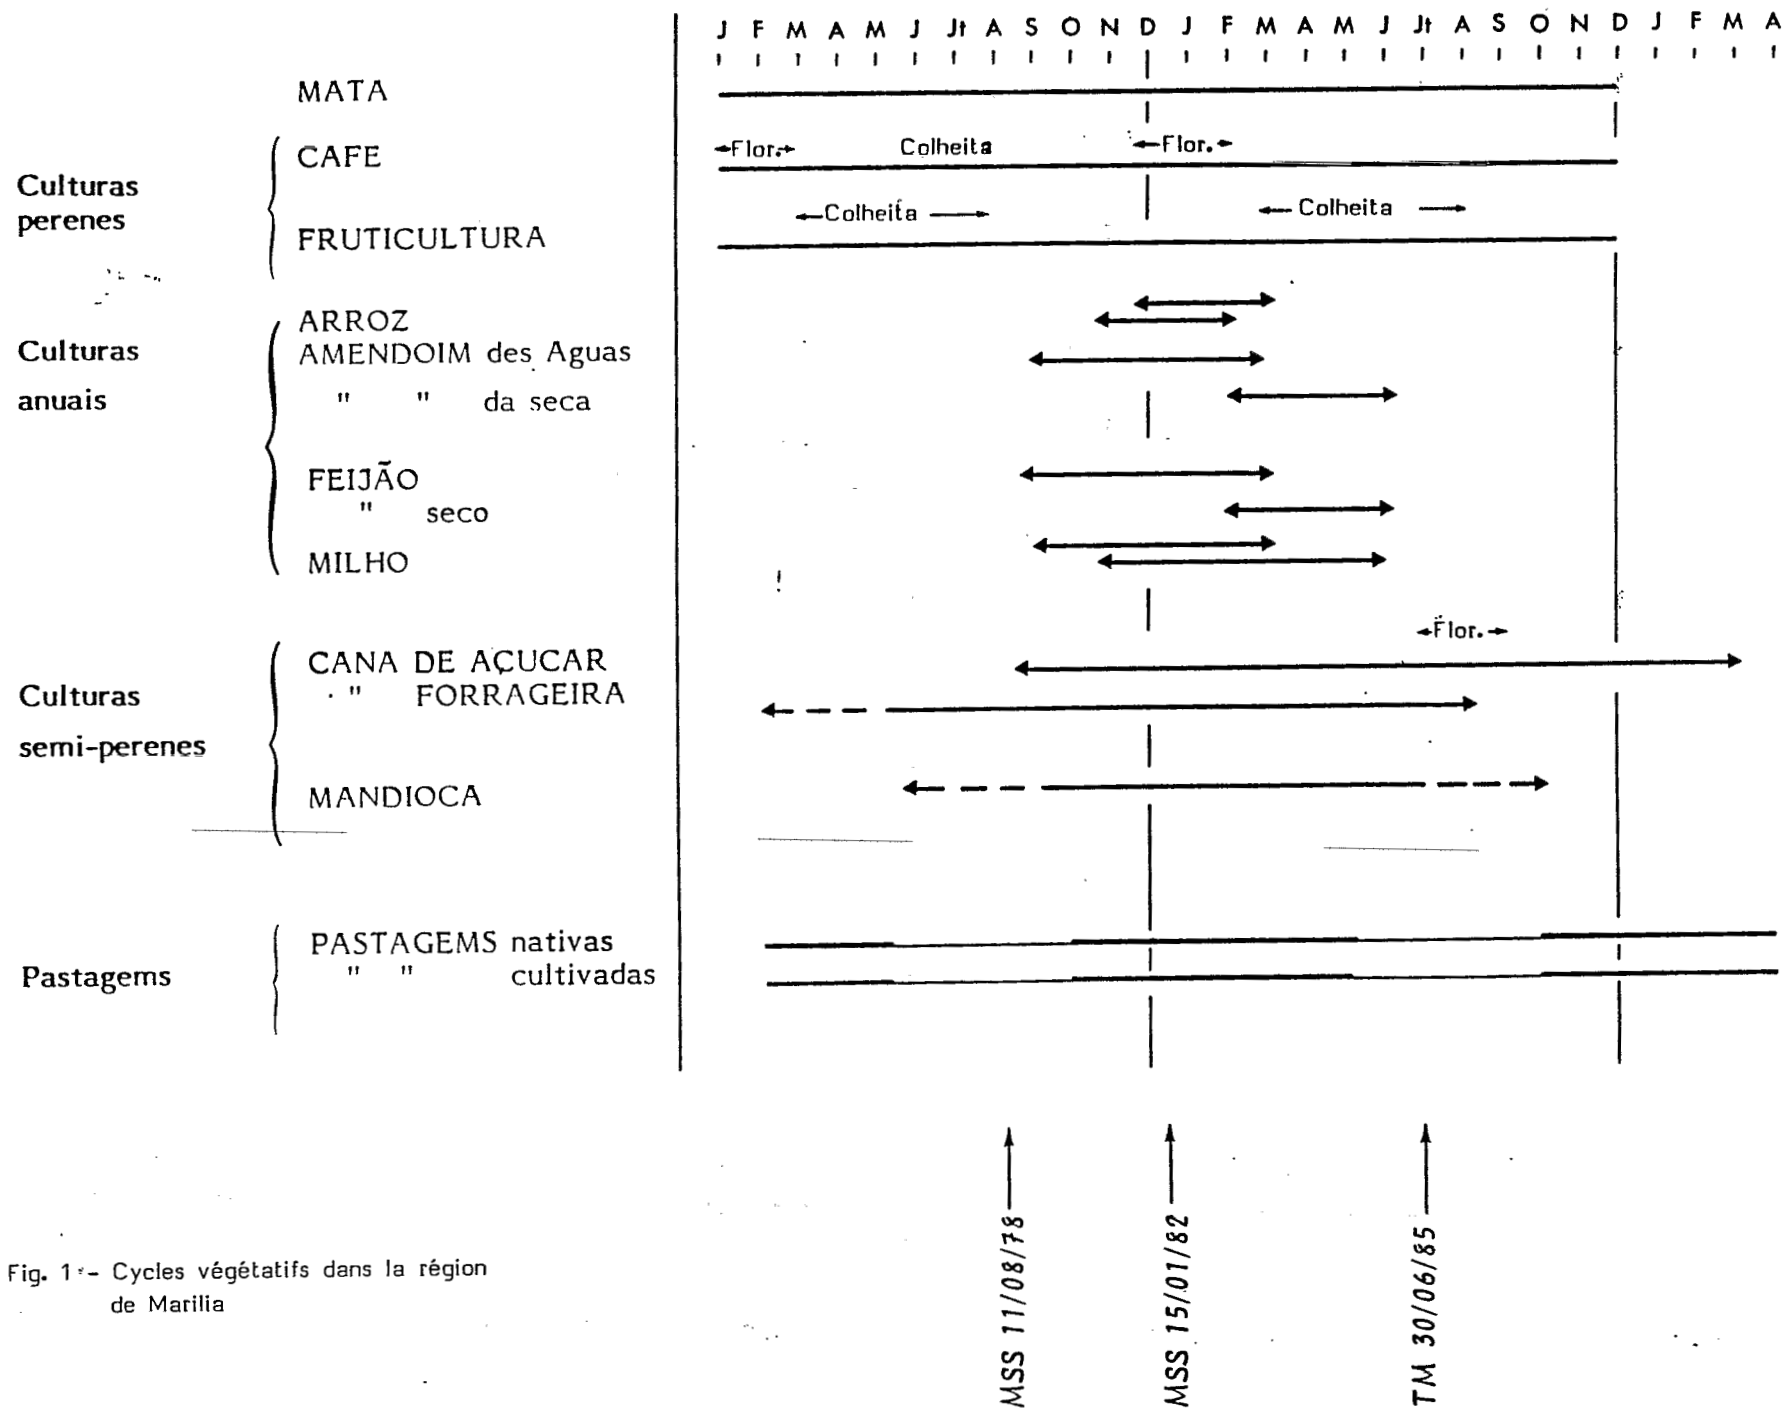 J F M A M J Jt A S O N D J F M A M J Jt A S O N D J F M A
MATA
Culturas
perenes
CAFE
Flor.
Colheita
Flor.
FRUTICULTURA
Colheita
Colheita
Culturas
anuais
ARROZ
AMENDOIM des Aguas
" " da seca
FEIJÃO
" seco
MILHO
Culturas
semi-perenes
Flor.
CANA DE AÇUCAR
" FORRAGEIRA
MANDIOCA
Pastagems
PASTAGEMS nativas
" " cultivadas
MSS 11/08/78
MSS 15/01/82
TM 30/06/85
Fig. 1 - Cycles végétatifs dans la région
de Marilia